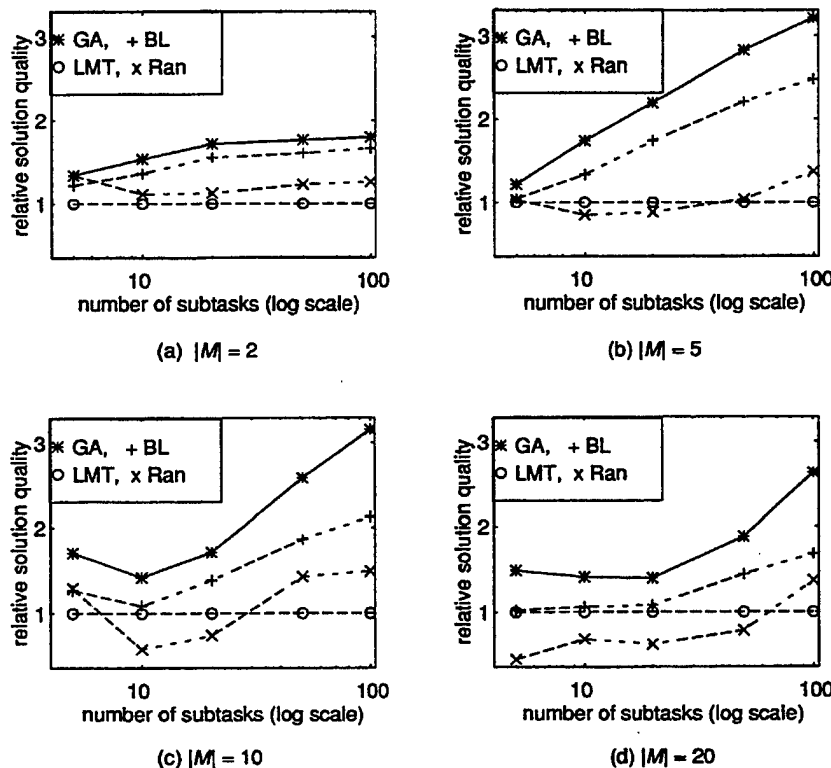 relative solution quality
3
2
1
✱ GA, + BL
o LMT, x Ran
10 100
number of subtasks (log scale)
(a) |M| = 2
relative solution quality
3
2
1
✱ GA, + BL
o LMT, x Ran
10 100
number of subtasks (log scale)
(b) |M| = 5
relative solution quality
3
2
1
✱ GA, + BL
o LMT, x Ran
10 100
number of subtasks (log scale)
(c) |M| = 10
relative solution quality
3
2
1
✱ GA, + BL
o LMT, x Ran
10 100
number of subtasks (log scale)
(d) |M| = 20